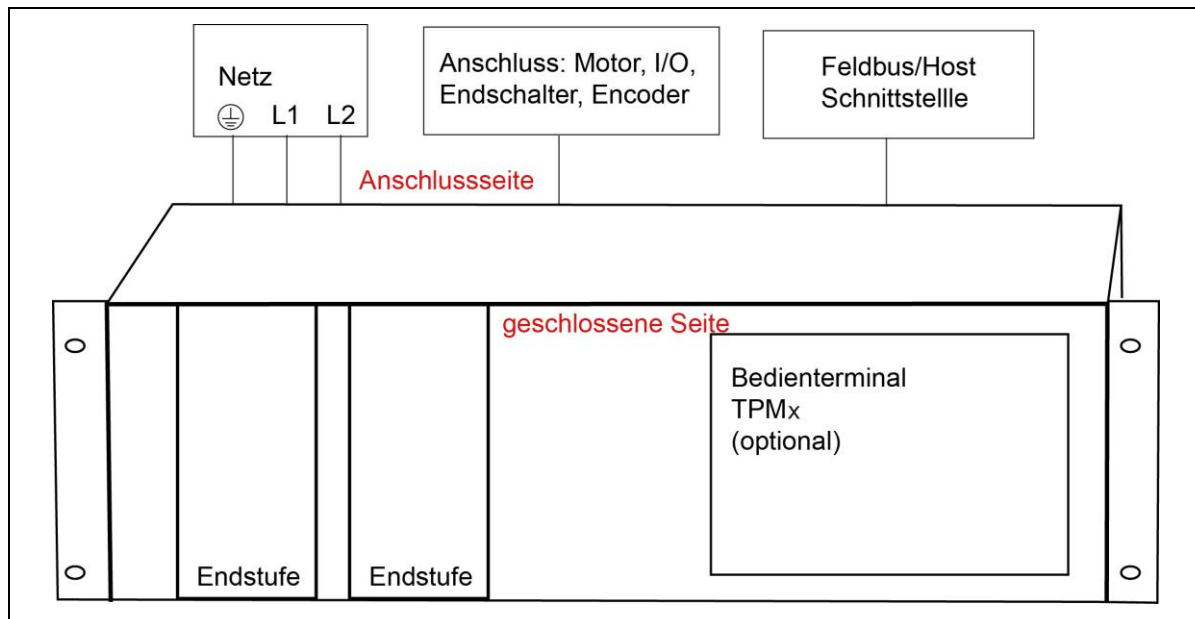 Netz
L1 L2
Anschluss: Motor, I/O,
Endschalter, Encoder
Feldbus/Host
Schnittstellle
Anschlussseite
geschlossene Seite
Bedienterminal
TPMx
(optional)
Endstufe
Endstufe